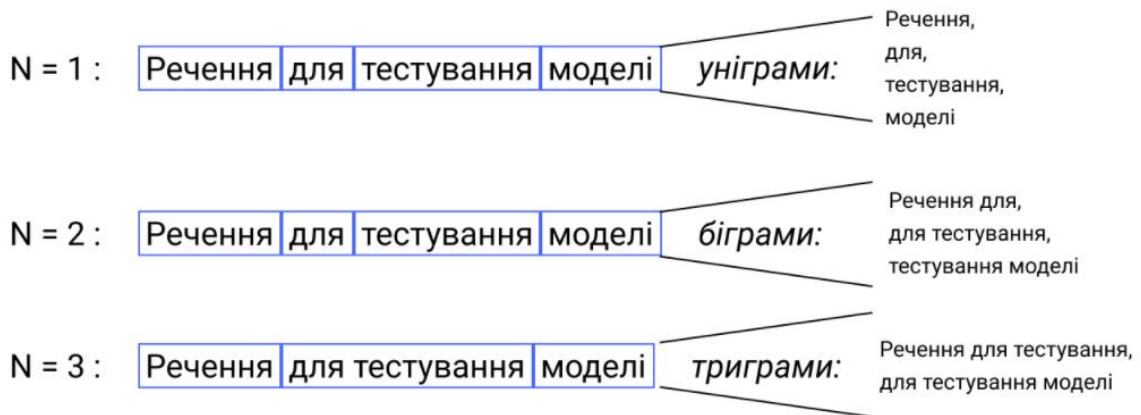 N = 1 : Речення для тестування моделі уніграми:
Речення,
для,
тестування,
моделі
N = 2 : Речення для тестування моделі біграми:
Речення для,
для тестування,
тестування моделі
N = 3 : Речення для тестування моделі триграми:
Речення для тестування,
для тестування моделі